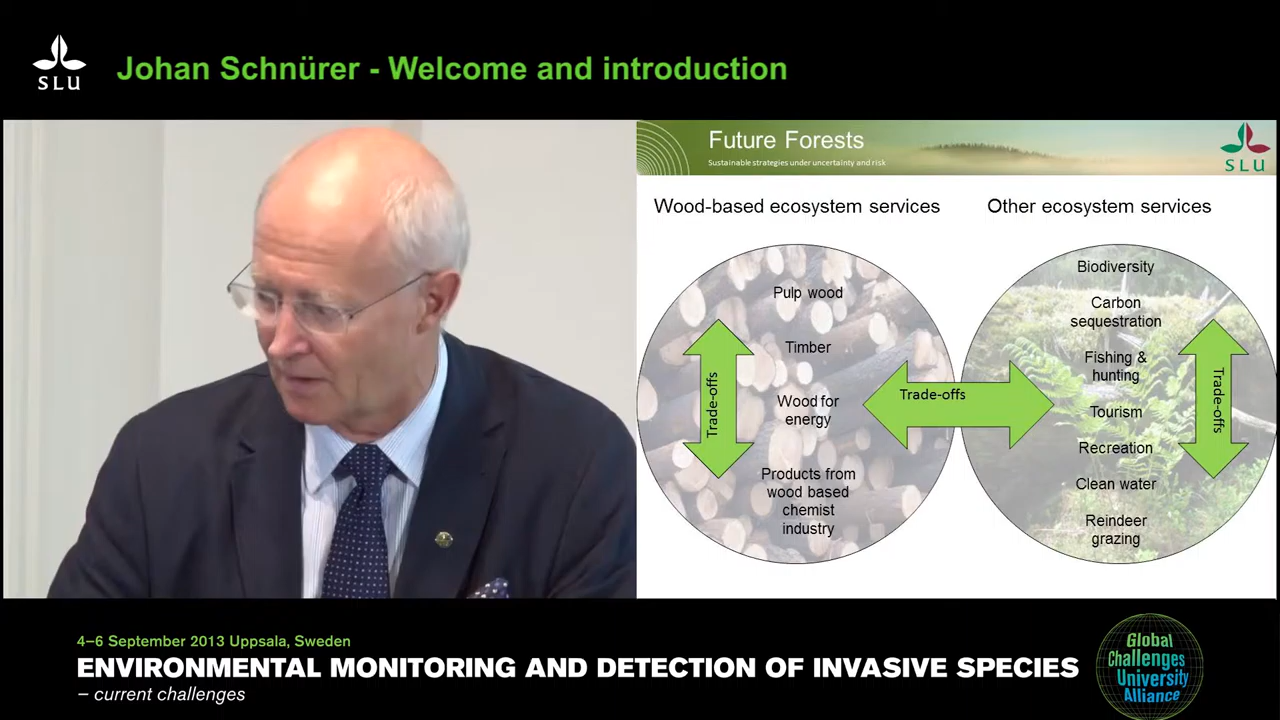 SLU
Johan Schnürer - Welcome and introduction
Future Forests
Sustainable strategies under uncertainty and risk
SLU
Wood-based ecosystem services
Other ecosystem services
Pulp wood
Timber
Wood for
energy
Products from
wood based
chemist
industry
Trade-offs
Trade-offs
Biodiversity
Carbon
sequestration
Fishing &
hunting
Tourism
Recreation
Clean water
Reindeer
grazing
Trade-offs
4–6 September 2013 Uppsala, Sweden
ENVIRONMENTAL MONITORING AND DETECTION OF INVASIVE SPECIES
– current challenges
Global
Challenges
University
Alliance